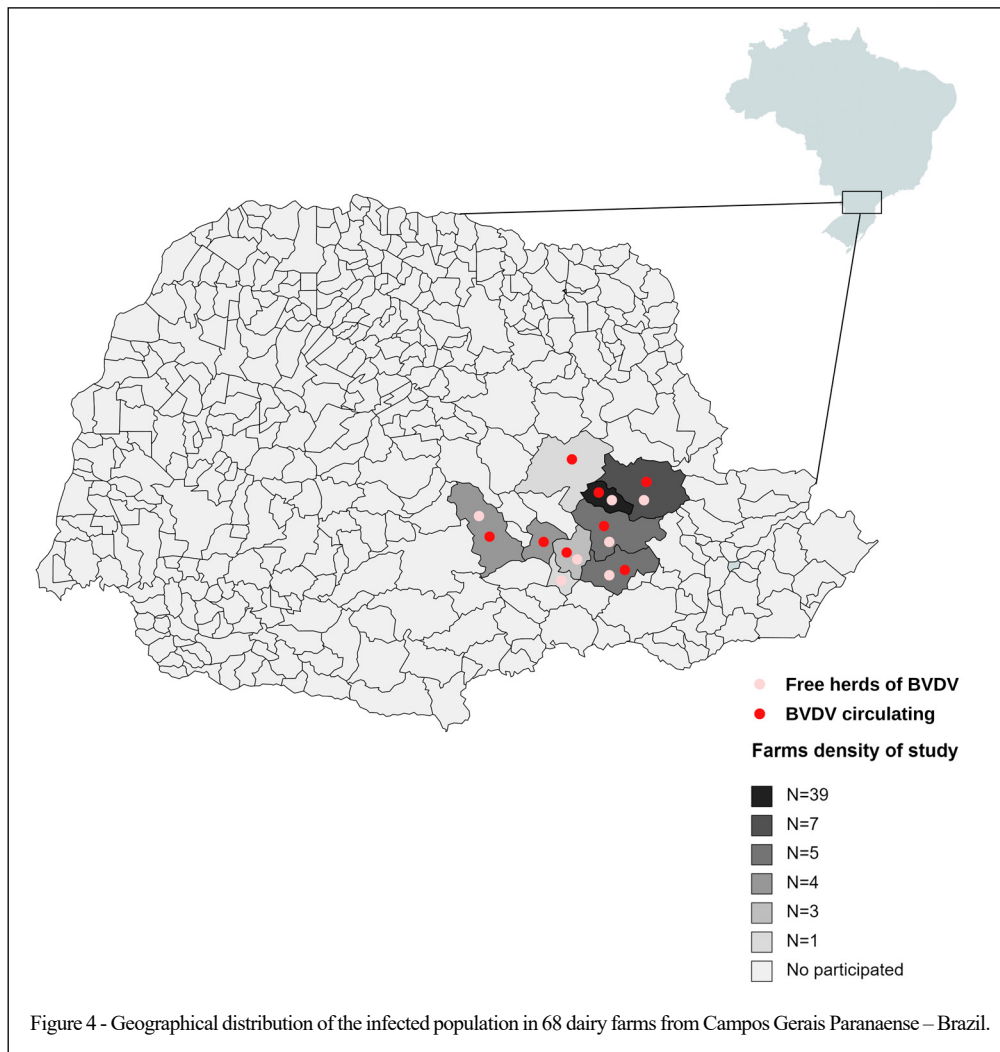 Free herds of BVDV
BVDV circulating
Farms density of study
N=39
N=7
N=5
N=4
N=3
N=1
No participated
Figure 4 - Geographical distribution of the infected population in 68 dairy farms from Campos Gerais Paranaense – Brazil.